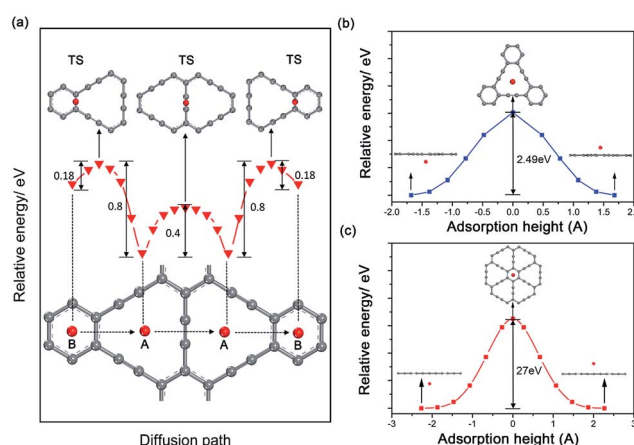 (a)
TS TS TS
0.18 0.8 0.4 0.8 0.18
B A A B
Relative energy/ eV
Diffusion path
(b)
Relative energy/ eV
2.49eV
-2.0 -1.5 -1.0 -0.5 0.0 0.5 1.0 1.5 2.0
Adsorption height (A)
(c)
Relative energy/ eV
27eV
-3 -2 -1 0 1 2 3
Adsorption height (A)